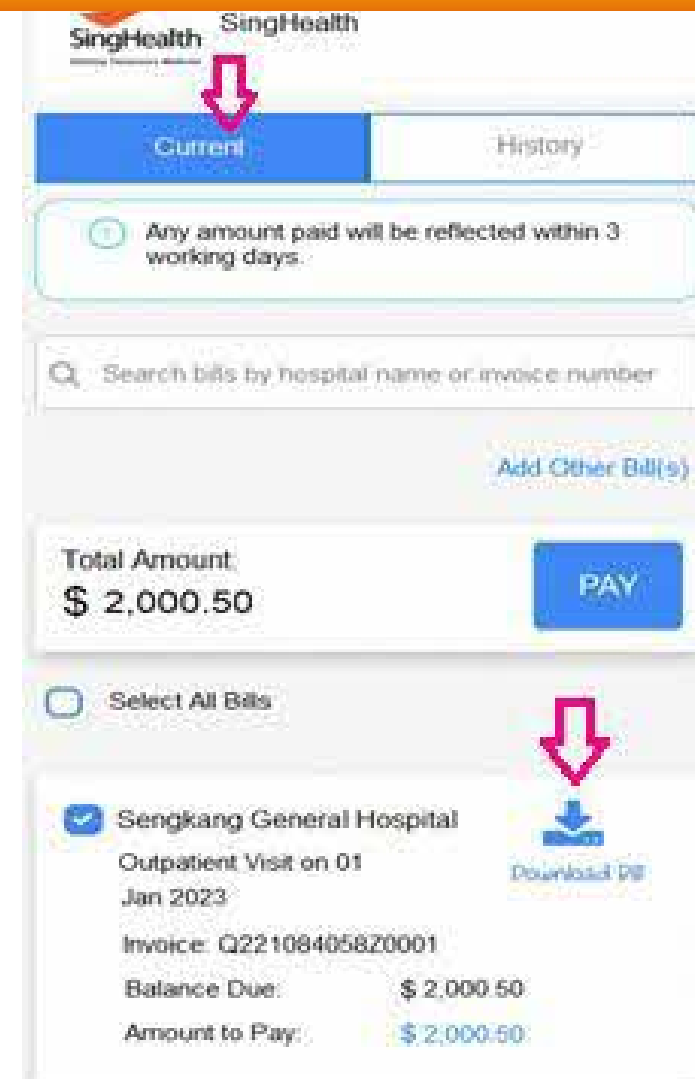 SingHealth
SingHealth
Current
History
Any amount paid will be reflected within 3
working days.
Search bills by hospital name or invoice number
Add Other Bill(s)
Total Amount:
$ 2,000.50
PAY
Select All Bills
Sengkang General Hospital
Download Bill
Outpatient Visit on 01
Jan 2023
Invoice: Q221084058Z0001
Balance Due: $ 2,000.50
Amount to Pay: $ 2,000.50